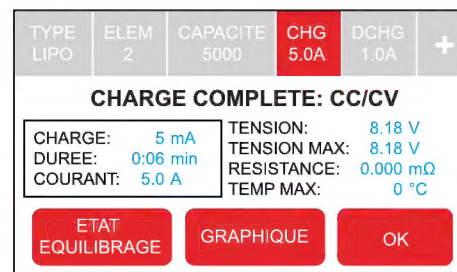 TYPE LIPO ELEM 2 CAPACITE 5000 CHG 5.0A DCHG 1.0A +
CHARGE COMPLETE: CC/CV
CHARGE: 5 mA
DUREE: 0:06 min
COURANT: 5.0 A
TENSION: 8.18 V
TENSION MAX: 8.18 V
RESISTANCE: 0.000 mΩ
TEMP MAX: 0 °C
ETAT EQUILIBRAGE
GRAPHIQUE
OK